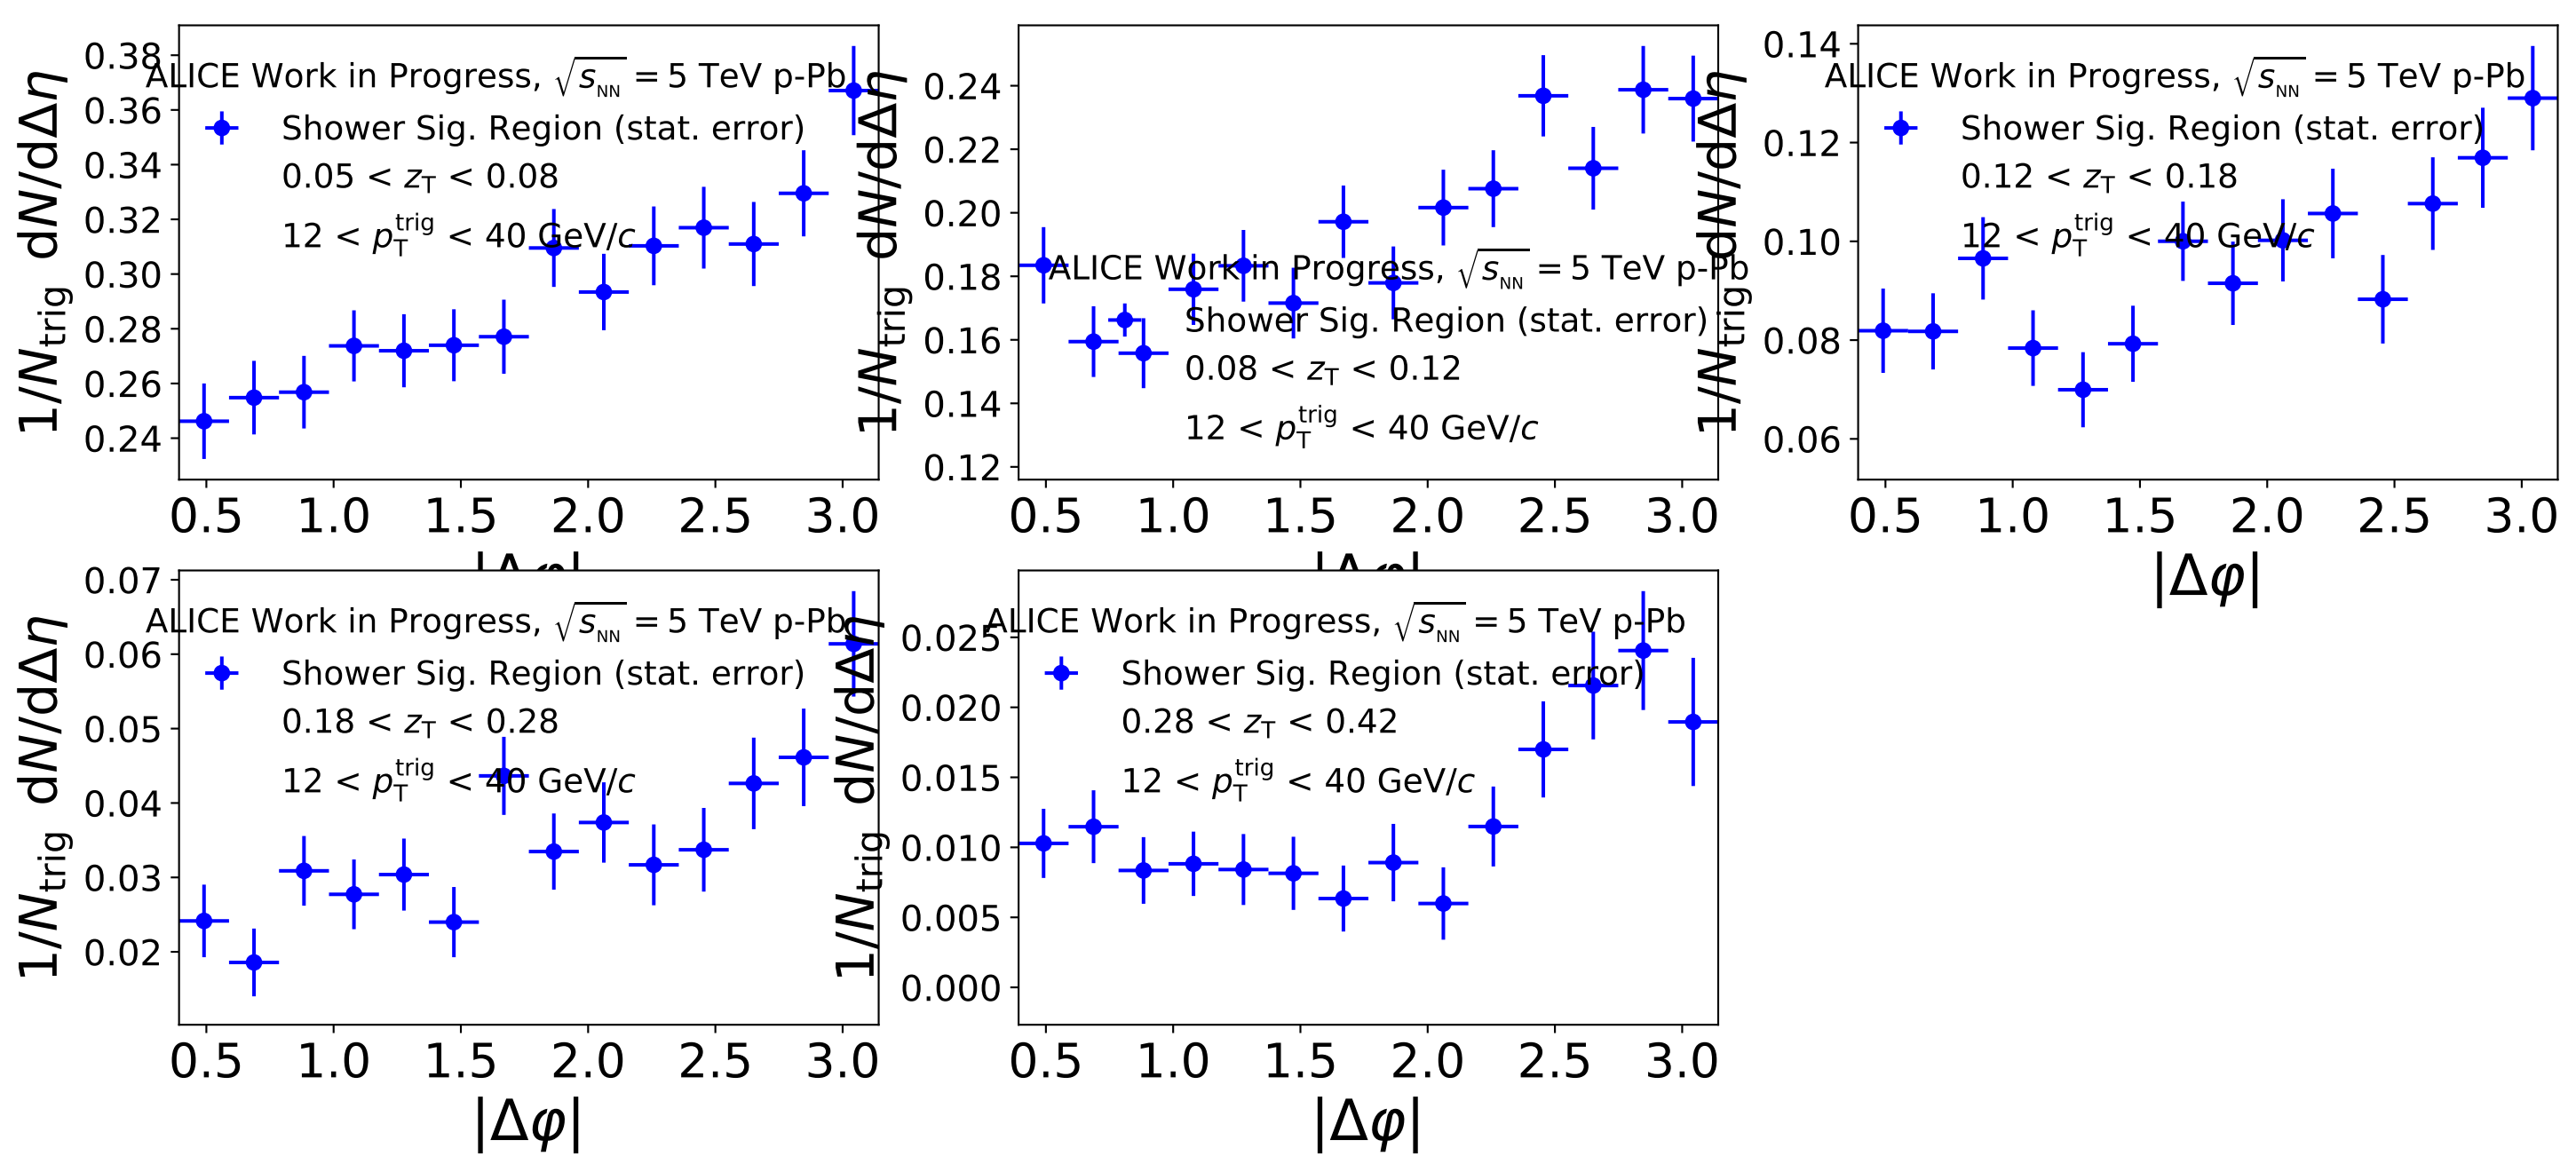 1/N_trig dN/dΔη
0.38
0.36
0.34
0.32
0.30
0.28
0.26
0.24
ALICE Work in Progress, √s_NN = 5 TeV p-Pb
Shower Sig. Region (stat. error)
0.05 < z_T < 0.08
12 < p_T^trig < 40 GeV/c
0.5 1.0 1.5 2.0 2.5 3.0
|Δφ|
1/N_trig dN/dΔη
0.24
0.22
0.20
0.18
0.16
0.14
0.12
ALICE Work in Progress, √s_NN = 5 TeV p-Pb
Shower Sig. Region (stat. error)
0.08 < z_T < 0.12
12 < p_T^trig < 40 GeV/c
0.5 1.0 1.5 2.0 2.5 3.0
|Δφ|
1/N_trig dN/dΔη
0.14
0.12
0.10
0.08
0.06
ALICE Work in Progress, √s_NN = 5 TeV p-Pb
Shower Sig. Region (stat. error)
0.12 < z_T < 0.18
12 < p_T^trig < 40 GeV/c
0.5 1.0 1.5 2.0 2.5 3.0
|Δφ|
1/N_trig dN/dΔη
0.07
0.06
0.05
0.04
0.03
0.02
ALICE Work in Progress, √s_NN = 5 TeV p-Pb
Shower Sig. Region (stat. error)
0.18 < z_T < 0.28
12 < p_T^trig < 40 GeV/c
0.5 1.0 1.5 2.0 2.5 3.0
|Δφ|
1/N_trig dN/dΔη
0.025
0.020
0.015
0.010
0.005
0.000
ALICE Work in Progress, √s_NN = 5 TeV p-Pb
Shower Sig. Region (stat. error)
0.28 < z_T < 0.42
12 < p_T^trig < 40 GeV/c
0.5 1.0 1.5 2.0 2.5 3.0
|Δφ|